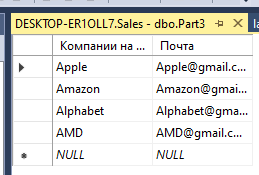 DESKTOP-ER1OLL7.Sales - dbo.Part3
Компании на ... Почта
Apple Apple@gmail.c...
Amazon Amazon@gmai...
Alphabet Alphabet@gma...
AMD AMD@gmail.c...
NULL NULL